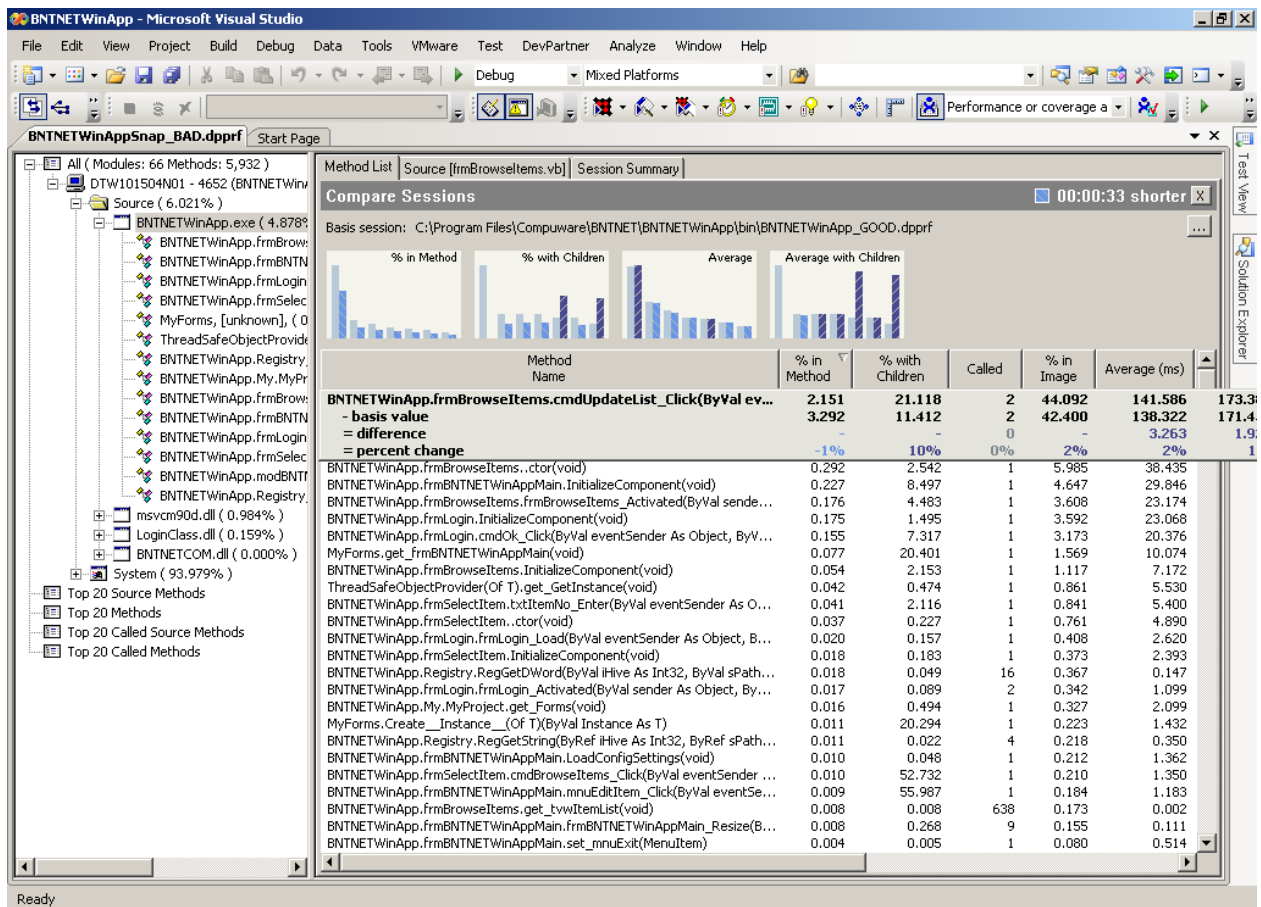 BNTNETWinApp - Microsoft Visual Studio
File Edit View Project Build Debug Data Tools VMware Test DevPartner Analyze Window Help
Debug Mixed Platforms
Performance or coverage a
BNTNETWinAppSnap_BAD.dpprf Start Page
All ( Modules: 66 Methods: 5,932 )
DTW101504N01 - 4652 (BNTNETWin
Source ( 6.021% )
BNTNETWinApp.exe ( 4.878%
BNTNETWinApp.frmBrow
BNTNETWinApp.frmBNTN
BNTNETWinApp.frmLogin
BNTNETWinApp.frmSelec
MyForms, [unknown], ( 0
ThreadSafeObjectProvide
BNTNETWinApp.Registry
BNTNETWinApp.My.MyPr
BNTNETWinApp.frmBrow
BNTNETWinApp.frmBNTN
BNTNETWinApp.frmLogin
BNTNETWinApp.frmSelec
BNTNETWinApp.modBNT
BNTNETWinApp.Registry
msvcm90d.dll ( 0.984% )
LoginClass.dll ( 0.159% )
BNTNETCOM.dll ( 0.000% )
System ( 93.979% )
Top 20 Source Methods
Top 20 Methods
Top 20 Called Source Methods
Top 20 Called Methods
Method List Source [frmBrowseItems.vb] Session Summary
Compare Sessions 00:00:33 shorter X
Basis session: C:\Program Files\Compuware\BNTNET\BNTNETWinApp\bin\BNTNETWinApp_GOOD.dpprf ...
% in Method % with Children Average Average with Children
Method Name % in Method % with Children Called % in Image Average (ms)
BNTNETWinApp.frmBrowseItems.cmdUpdateList_Click(ByVal ev... 2.151 21.118 2 44.092 141.586 173.3
- basis value 3.292 11.412 2 42.400 138.322 171.4
= difference - - 0 - 3.263 1.9
= percent change -1% 10% 0% 2% 2% 1
BNTNETWinApp.frmBrowseItems..ctor(void) 0.292 2.542 1 5.985 38.435
BNTNETWinApp.frmBNTNETWinAppMain.InitializeComponent(void) 0.227 8.497 1 4.647 29.846
BNTNETWinApp.frmBrowseItems.frmBrowseItems_Activated(ByVal sende... 0.176 4.483 1 3.608 23.174
BNTNETWinApp.frmLogin.InitializeComponent(void) 0.175 1.495 1 3.592 23.068
BNTNETWinApp.frmLogin.cmdOk_Click(ByVal eventSender As Object, ByV... 0.155 7.317 1 3.173 20.376
MyForms.get_frmBNTNETWinAppMain(void) 0.077 20.401 1 1.569 10.074
BNTNETWinApp.frmBrowseItems.InitializeComponent(void) 0.054 2.153 1 1.117 7.172
ThreadSafeObjectProvider(Of T).get_GetInstance(void) 0.042 0.474 1 0.861 5.530
BNTNETWinApp.frmSelectItem.txtItemNo_Enter(ByVal eventSender As O... 0.041 2.116 1 0.841 5.400
BNTNETWinApp.frmSelectItem..ctor(void) 0.037 0.227 1 0.761 4.890
BNTNETWinApp.frmLogin.frmLogin_Load(ByVal eventSender As Object, B... 0.020 0.157 1 0.408 2.620
BNTNETWinApp.frmSelectItem.InitializeComponent(void) 0.018 0.183 1 0.373 2.393
BNTNETWinApp.Registry.RegGetDWord(ByVal iHive As Int32, ByVal sPath... 0.018 0.049 16 0.367 0.147
BNTNETWinApp.frmLogin.frmLogin_Activated(ByVal sender As Object, By... 0.017 0.089 2 0.342 1.099
BNTNETWinApp.My.MyProject.get_Forms(void) 0.016 0.494 1 0.327 2.099
MyForms.Create__Instance__(Of T)(ByVal Instance As T) 0.011 20.294 1 0.223 1.432
BNTNETWinApp.Registry.RegGetString(ByRef iHive As Int32, ByRef sPath... 0.011 0.022 4 0.218 0.350
BNTNETWinApp.frmBNTNETWinAppMain.LoadConfigSettings(void) 0.010 0.048 1 0.212 1.362
BNTNETWinApp.frmSelectItem.cmdBrowseItems_Click(ByVal eventSender ... 0.010 52.732 1 0.210 1.350
BNTNETWinApp.frmBNTNETWinAppMain.mnuEditItem_Click(ByVal eventSe... 0.009 55.987 1 0.184 1.183
BNTNETWinApp.frmBrowseItems.get_tvwItemList(void) 0.008 0.008 638 0.173 0.002
BNTNETWinApp.frmBNTNETWinAppMain.frmBNTNETWinAppMain_Resize(B... 0.008 0.268 9 0.155 0.111
BNTNETWinApp.frmBNTNETWinAppMain.set_mnuExit(MenuItem) 0.004 0.005 1 0.080 0.514
Test View
Solution Explorer
Ready